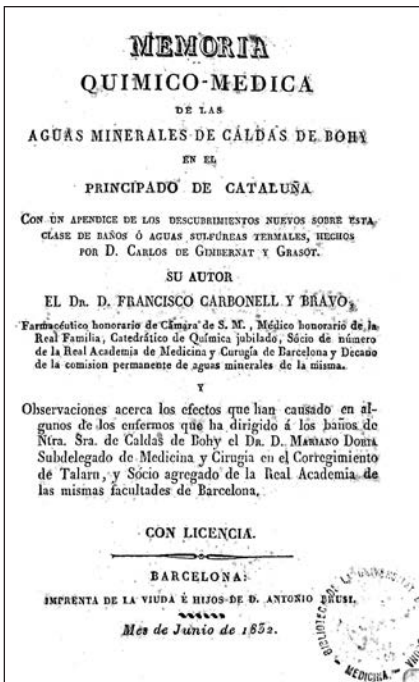 MEMORIA
QUIMICO-MEDICA
DE LAS
AGUAS MINERALES DE CALDAS DE BOHY
EN EL
PRINCIPADO DE CATALUÑA
CON UN APENDICE DE LOS DESCUBRIMIENTOS NUEVOS SOBRE ESTA
CLASE DE BAÑOS Ó AGUAS SULFÚREAS TERMALES, HECHOS
POR D. CARLOS DE GIMBERNAT Y GRASOT.
SU AUTOR
EL DR. D. FRANCISCO CARBONELL Y BRAVO,
Farmacéutico honorario de Cámara de S. M., Médico honorario de la
Real Familia, Catedrático de Química jubilado, Sócio de número
de la Real Academia de Medicina y Curugía de Barcelona y Decano
de la comision permanente de aguas minerales de la misma.
Y
Observaciones acerca los efectos que han causado en al-
gunos de los enfermos que ha dirigido á los baños de
Ntra. Sra. de Caldas de Bohy el DR. D. MARIANO
Subdelegado de Medicina y Cirugia en el Corregimiento
de Talarn, y Sócio agregado de la Real Academia de
las mismas facultades de Barcelona.
CON LICENCIA.
BARCELONA:
IMPRENTA DE LA VIUDA É HIJOS DE D. ANTONIO BRUSI.
Mes de Junio de 1832.
BIBLIOTECA DE LA
MEDICINA